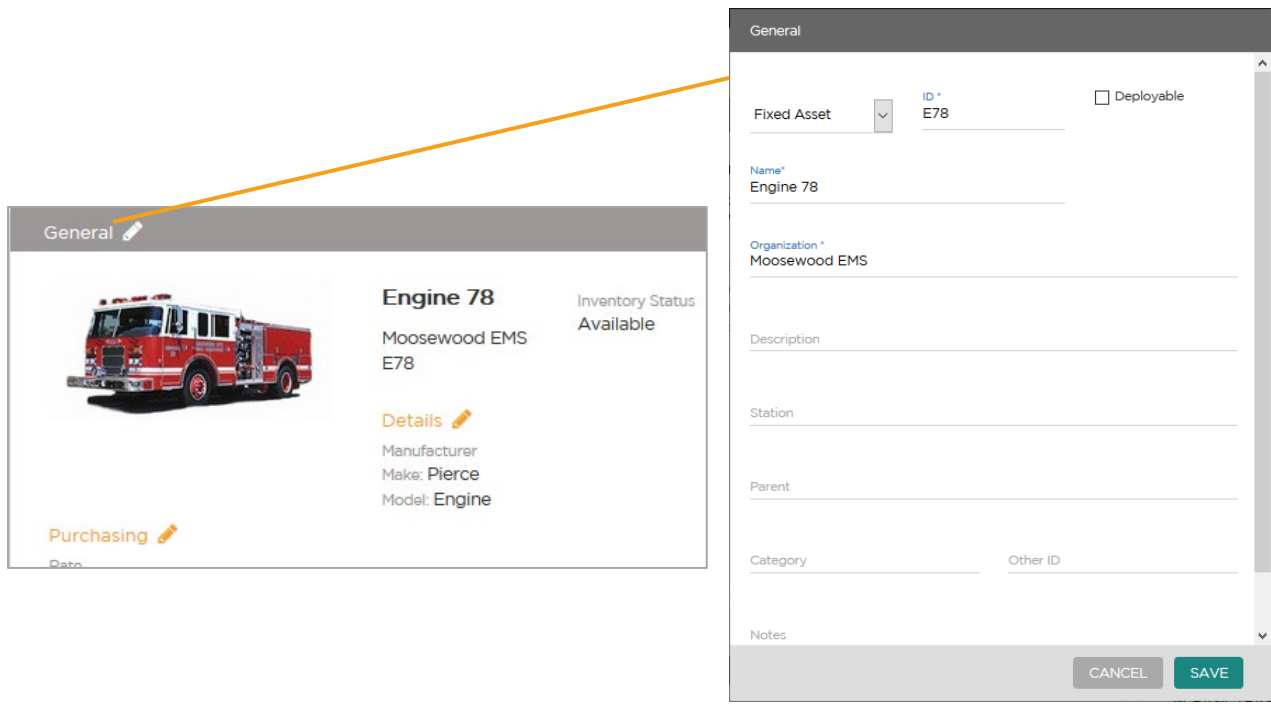 General
Engine 78
Inventory Status
Available
Moosewood EMS
E78
Details
Manufacturer
Make: Pierce
Model: Engine
Purchasing
General
Fixed Asset
ID *
E78
Deployable
Name*
Engine 78
Organization *
Moosewood EMS
Description
Station
Parent
Category
Other ID
Notes
CANCEL
SAVE